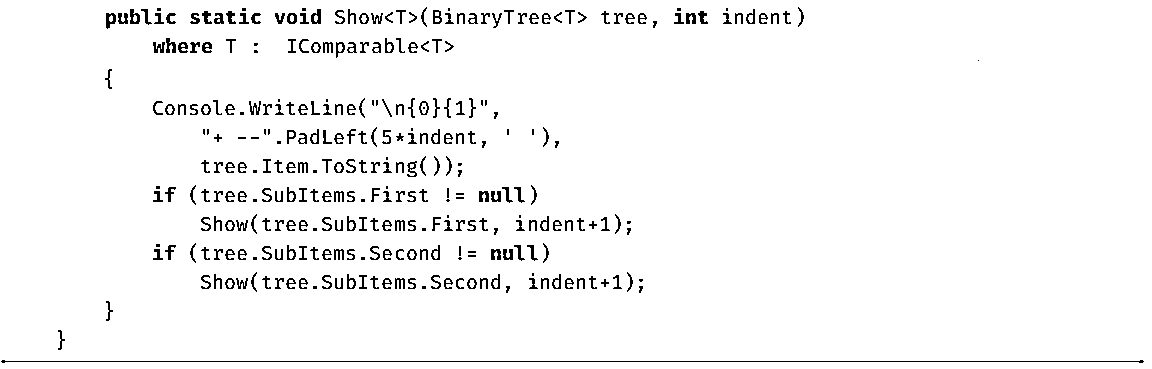 public static void Show<T>(BinaryTree<T> tree, int indent)
where T :  IComparable<T>
{
Console.WriteLine("\n{0}{1}",
"+ --".PadLeft(5*indent, ' '),
tree.Item.ToString());
if (tree.SubItems.First != null)
Show(tree.SubItems.First, indent+1);
if (tree.SubItems.Second != null)
Show(tree.SubItems.Second, indent+1);
}
}